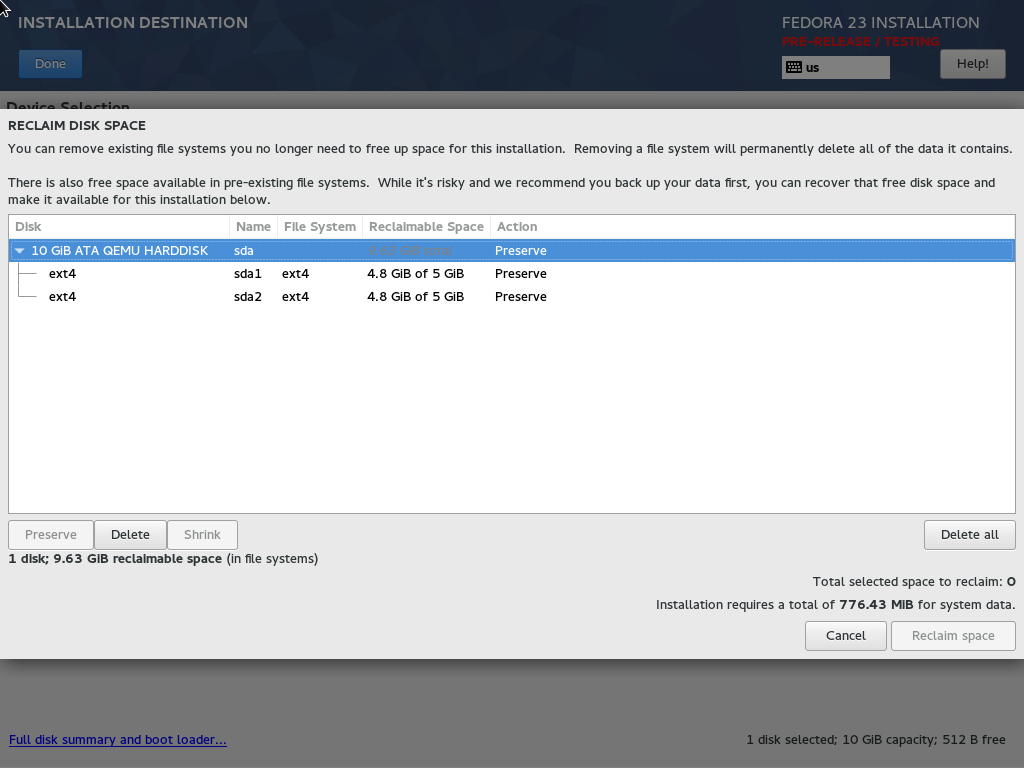 INSTALLATION DESTINATION
FEDORA 23 INSTALLATION
PRE-RELEASE / TESTING
Done
us
Help!
Device Selection
RECLAIM DISK SPACE
You can remove existing file systems you no longer need to free up space for this installation.  Removing a file system will permanently delete all of the data it contains.
There is also free space available in pre-existing file systems.  While it's risky and we recommend you back up your data first, you can recover that free disk space and
make it available for this installation below.
Disk Name File System Reclaimable Space Action
10 GiB ATA QEMU HARDDISK sda 9.63 GiB total Preserve
ext4 sda1 ext4 4.8 GiB of 5 GiB Preserve
ext4 sda2 ext4 4.8 GiB of 5 GiB Preserve
Preserve Delete Shrink Delete all
1 disk; 9.63 GiB reclaimable space (in file systems)
Total selected space to reclaim: 0
Installation requires a total of 776.43 MiB for system data.
Cancel Reclaim space
Full disk summary and boot loader...
1 disk selected; 10 GiB capacity; 512 B free